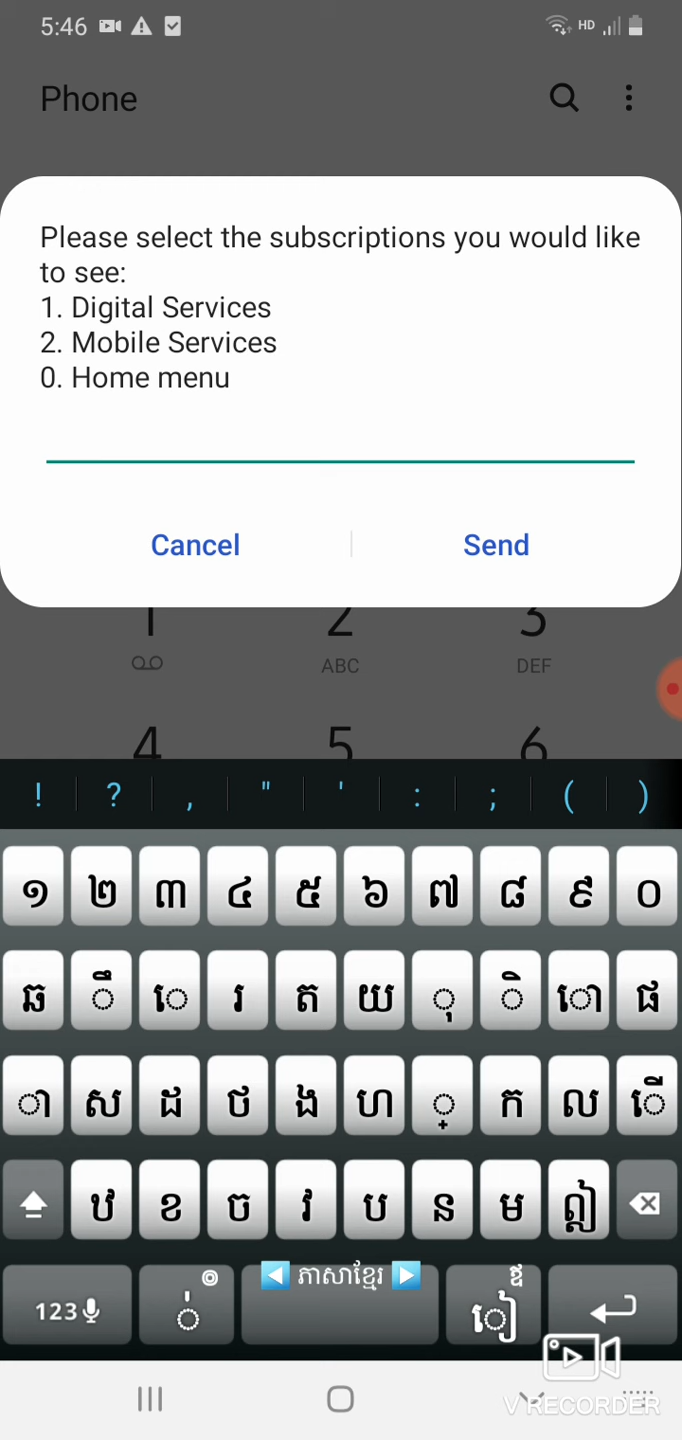 5:46 HD
Phone
Please select the subscriptions you would like
to see:
1. Digital Services
2. Mobile Services
0. Home menu
Cancel Send
1 2 3
ABC DEF
4 5 6
! ? , " ' : ; ( )
១ ២ ៣ ៤ ៥ ៦ ៧ ៨ ៩ ០
ឆ ឹ េ រ ត យ ុ ិ ោ ផ
ា ស ដ ថ ង ហ ្ ក ល ើ
ឋ ខ ច វ ប ន ម ឮ
123 ់ ៙ ភាសាខ្មែរ ឪ ៀ
V RECORDER